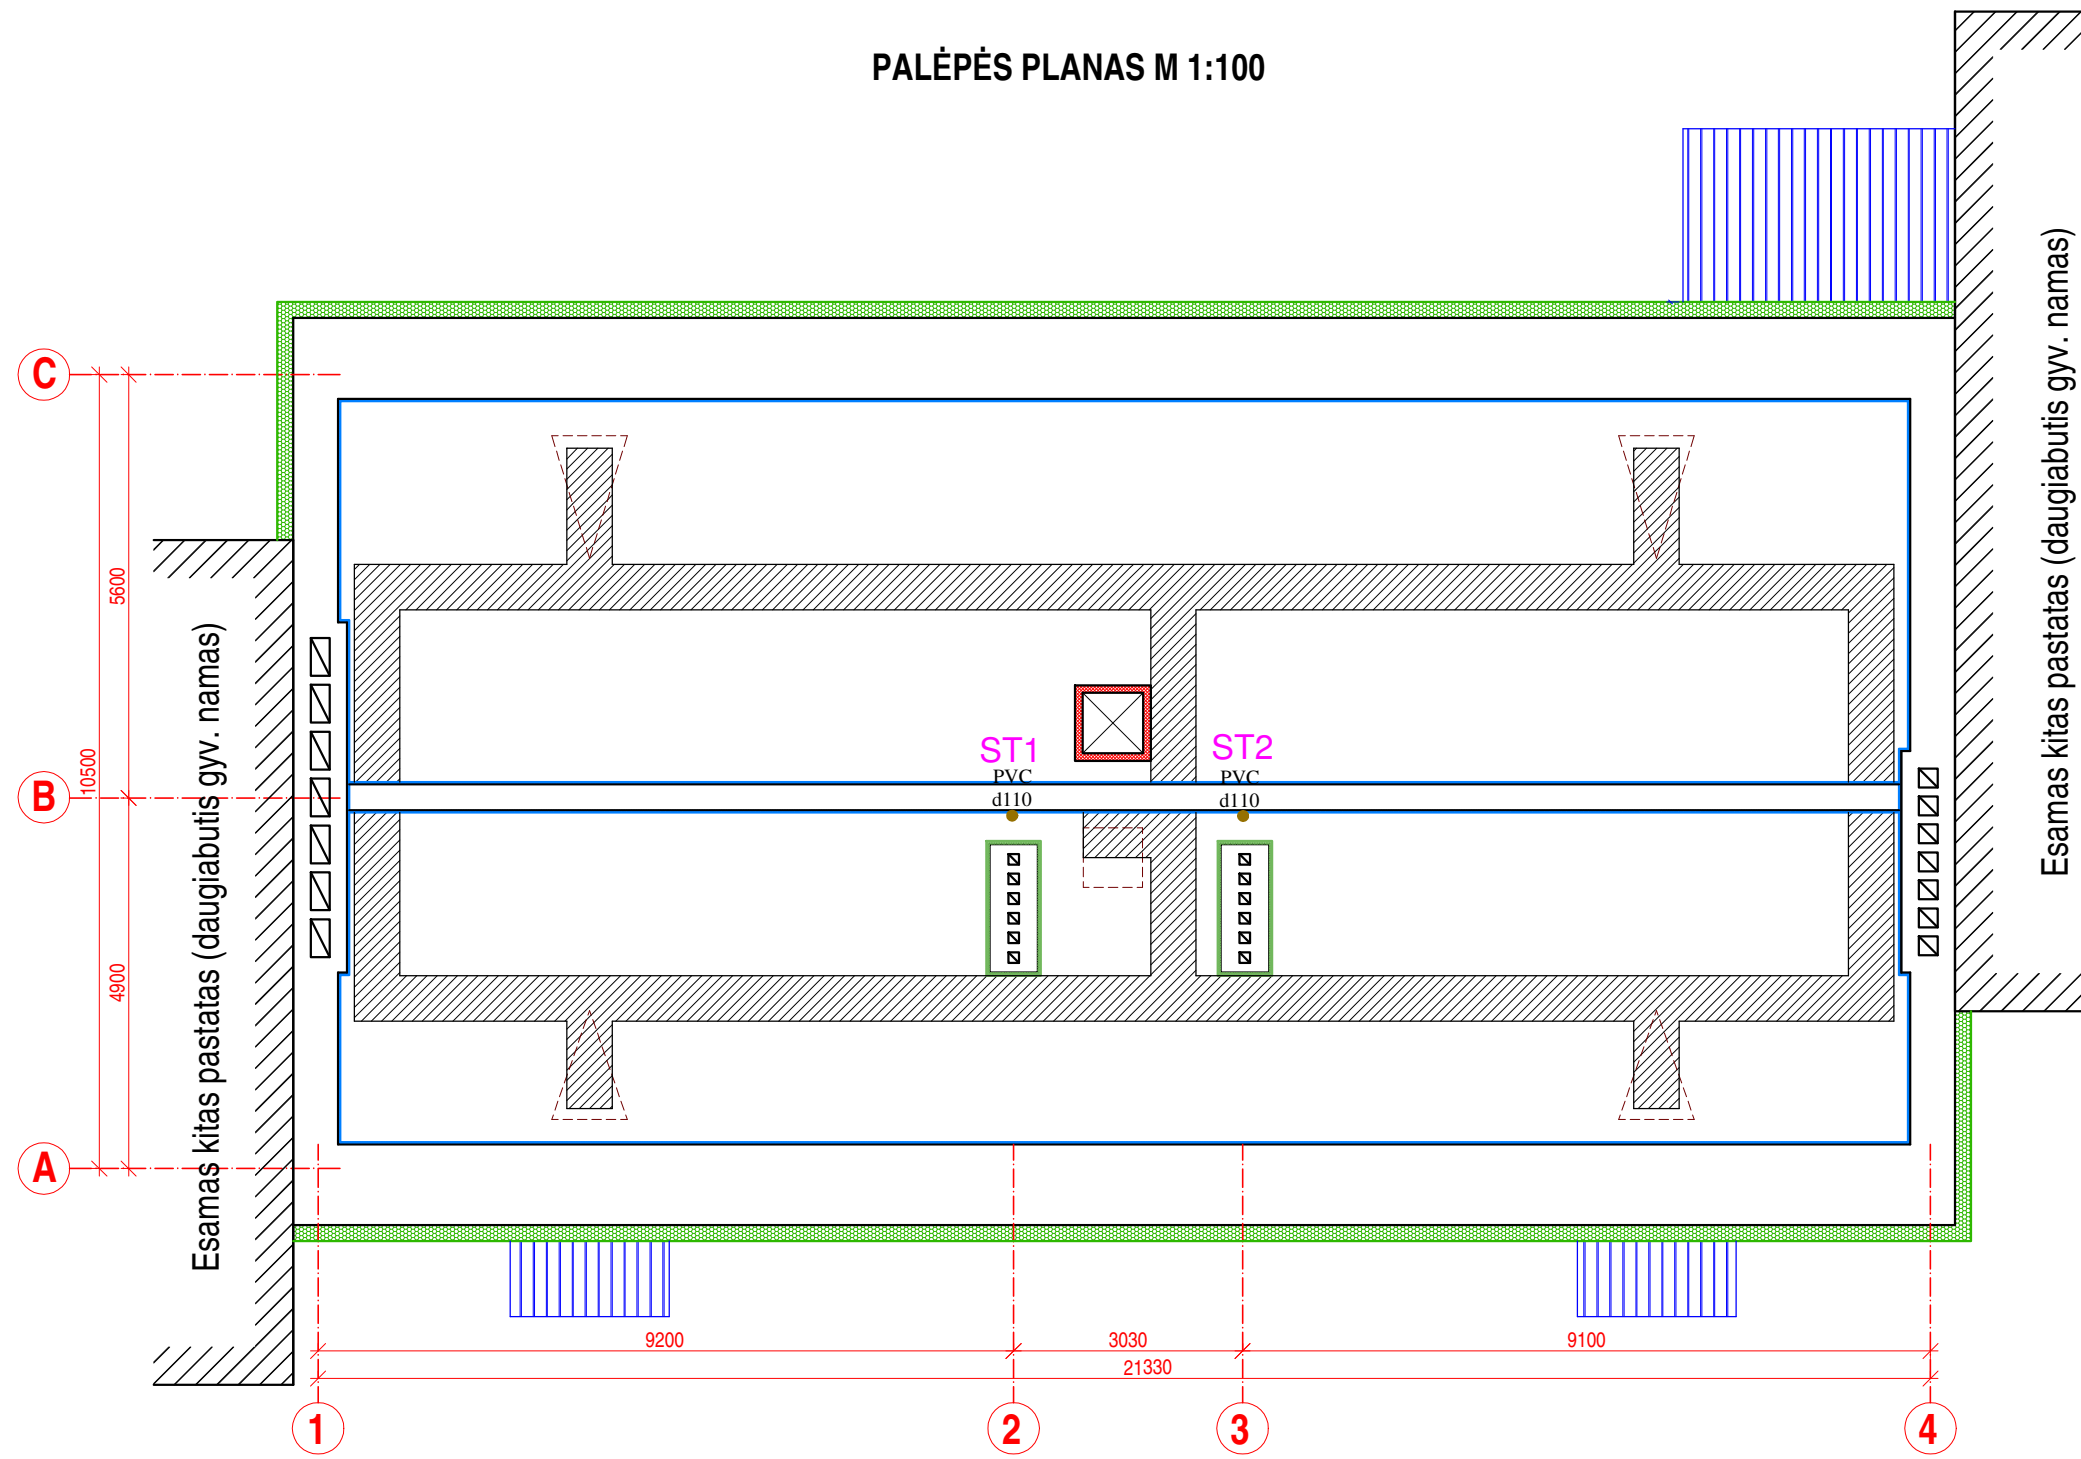 PALĖPĖS PLANAS M 1:100
Esamas kitas pastatas (daugiabutis gyv. namas)
C
5600
10500
B
4900
A
Esamas kitas pastatas (daugiabutis gyv. namas)
ST1
PVC
d110
ST2
PVC
d110
9200
3030
9100
21330
1
2
3
4